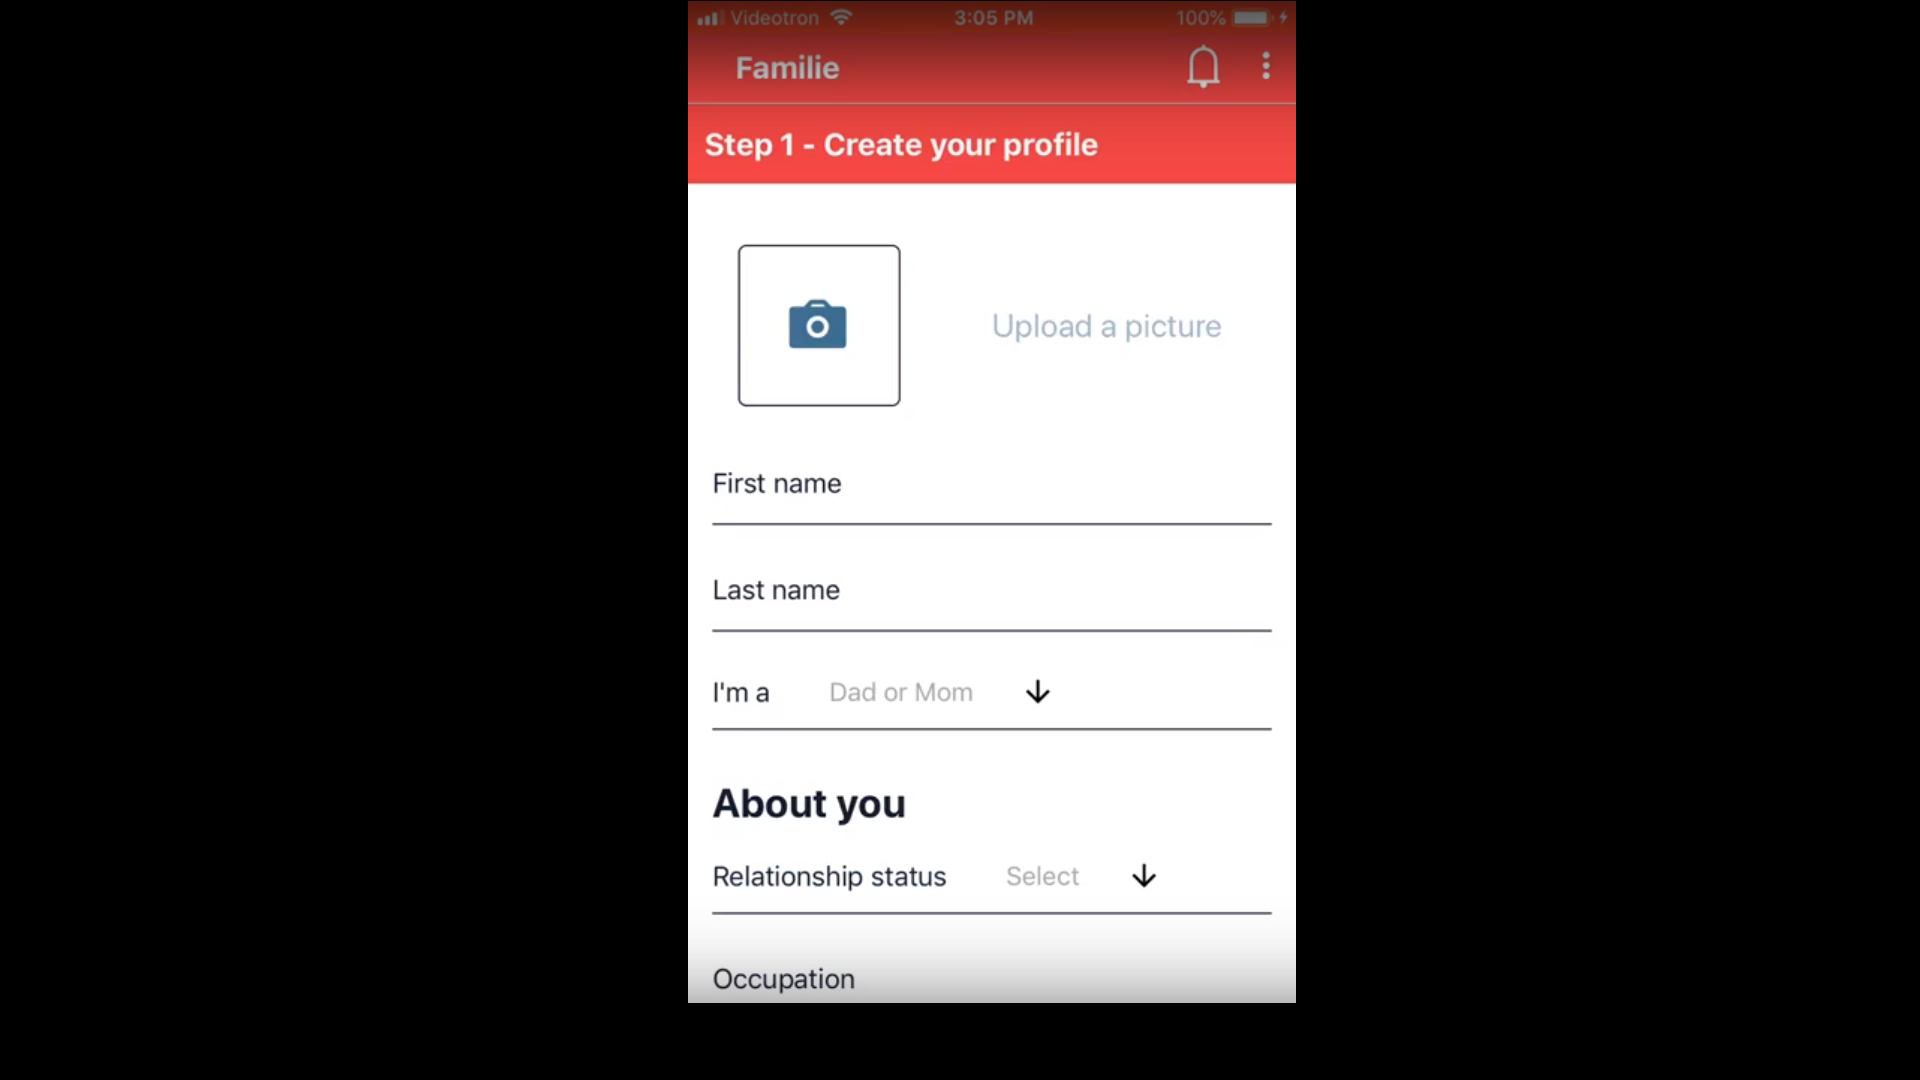 Videotron 3:05 PM 100%
Familie
Step 1 - Create your profile
Upload a picture
First name
Last name
I'm a Dad or Mom
About you
Relationship status Select
Occupation